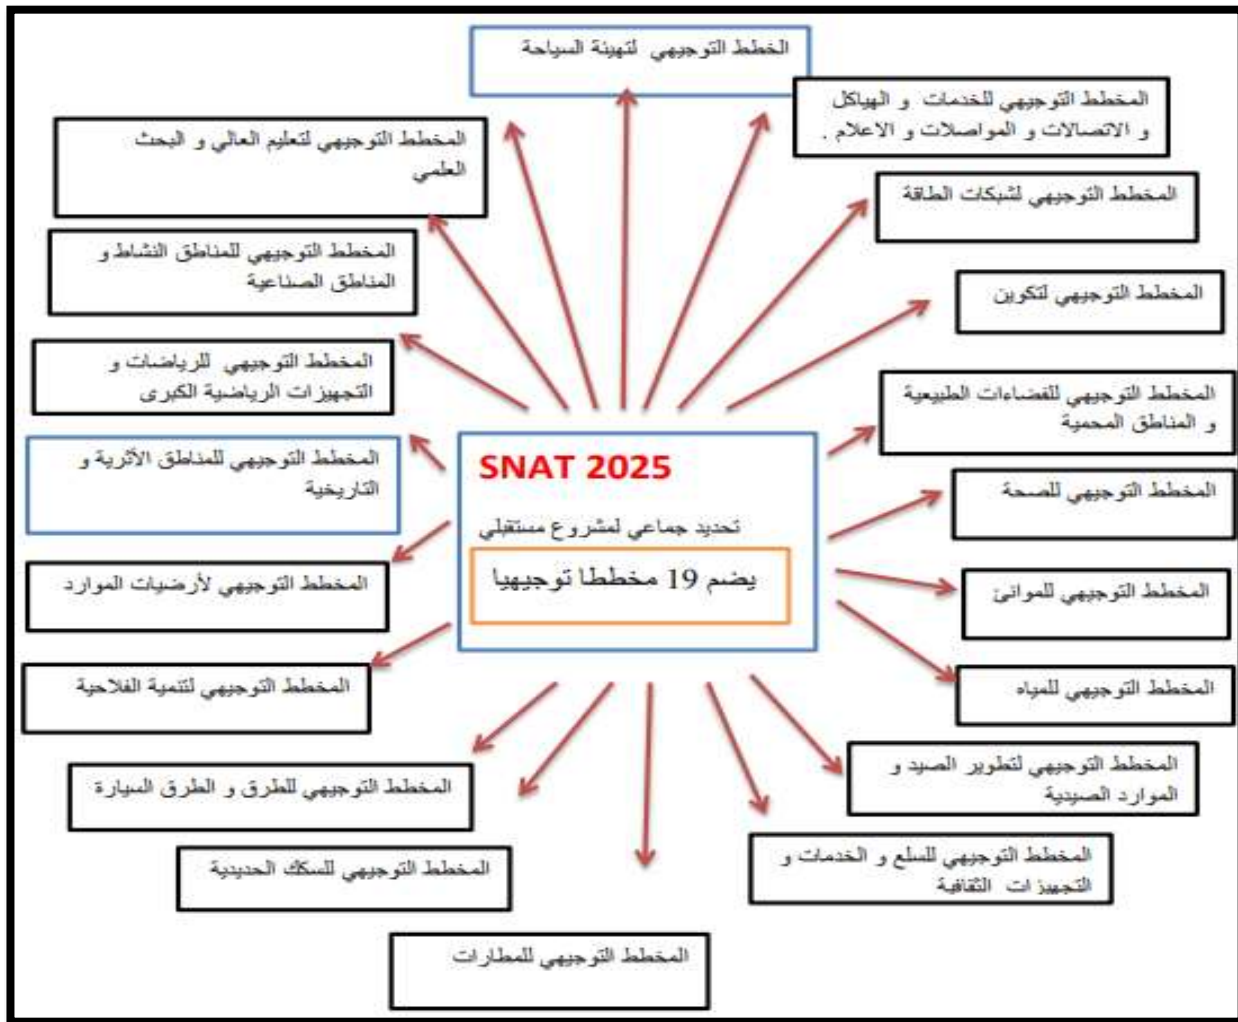 الخطط التوجيهي لتهيئة السياحة
المخطط التوجيهي للخدمات و الهياكل
و الاتصالات و المواصلات و الاعلام .
المخطط التوجيهي لشبكات الطاقة
المخطط التوجيهي لتكوين
المخطط التوجيهي للفضاءات الطبيعية
و المناطق المحمية
المخطط التوجيهي للصحة
المخطط التوجيهي للموانئ
المخطط التوجيهي للمياه
المخطط التوجيهي لتطوير الصيد و
الموارد الصيدية
المخطط التوجيهي للسلع و الخدمات و
التجهيزات الثقافية
المخطط التوجيهي للمطارات
المخطط التوجيهي للسكك الحديدية
المخطط التوجيهي للطرق و الطرق السيارة
المخطط التوجيهي لتنمية الفلاحية
المخطط التوجيهي لأرضيات الموارد
المخطط التوجيهي للمناطق الأثرية و
التاريخية
المخطط التوجيهي للرياضات و
التجهيزات الرياضية الكبرى
المخطط التوجيهي للمناطق النشاط و
المناطق الصناعية
المخطط التوجيهي لتعليم العالي و البحث
العلمي
SNAT 2025
تحديد جماعي لمشروع مستقبلي
يضم 19 مخططا توجيهيا